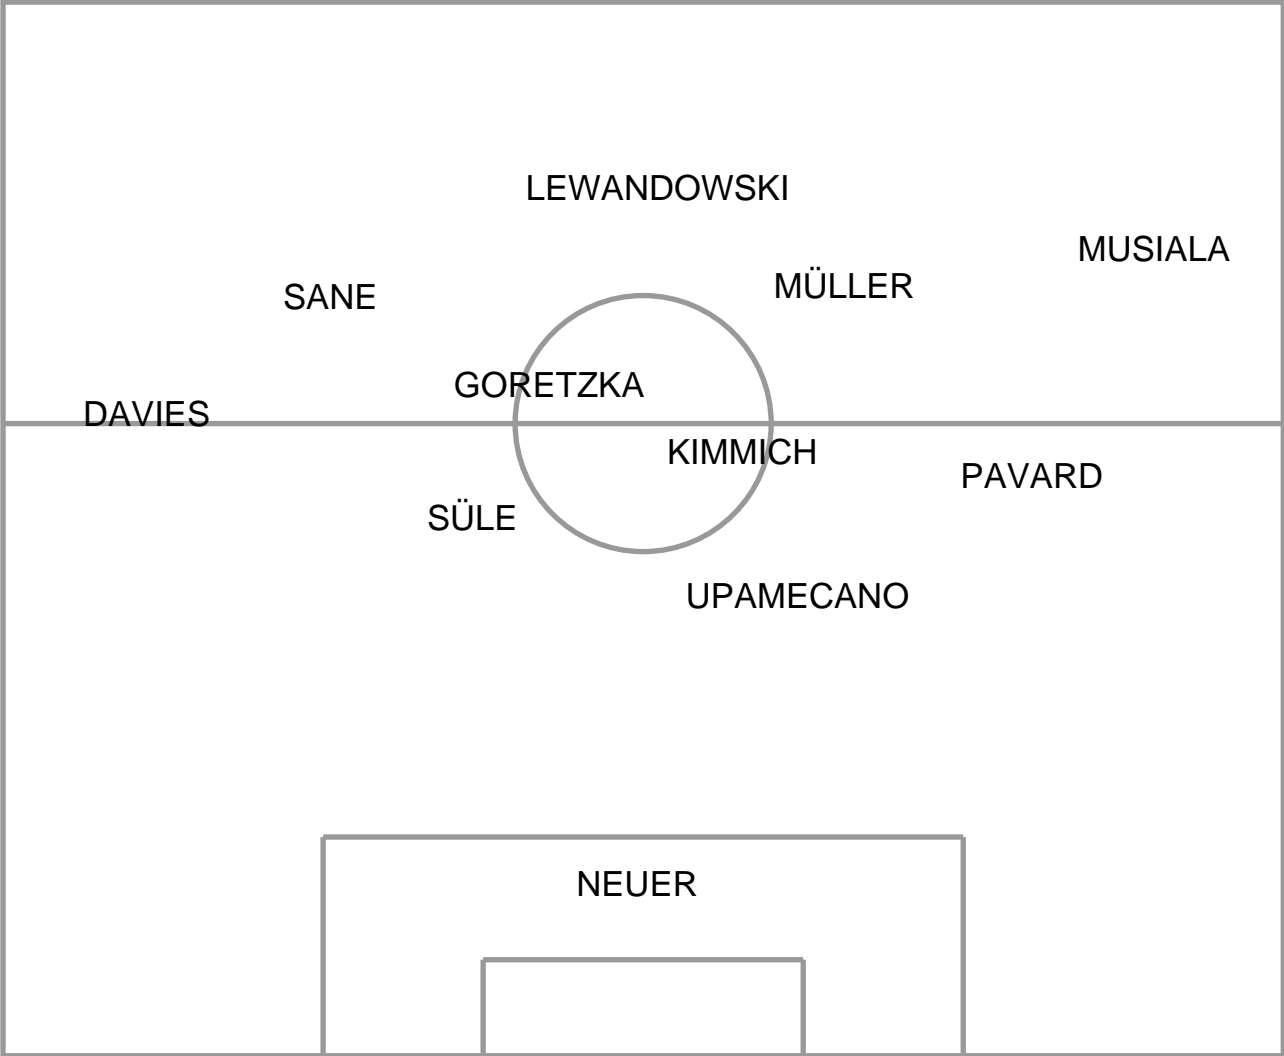 LEWANDOWSKI
MUSIALA
MÜLLER
SANE
GORETZKA
DAVIES
KIMMICH
PAVARD
SÜLE
UPAMECANO
NEUER